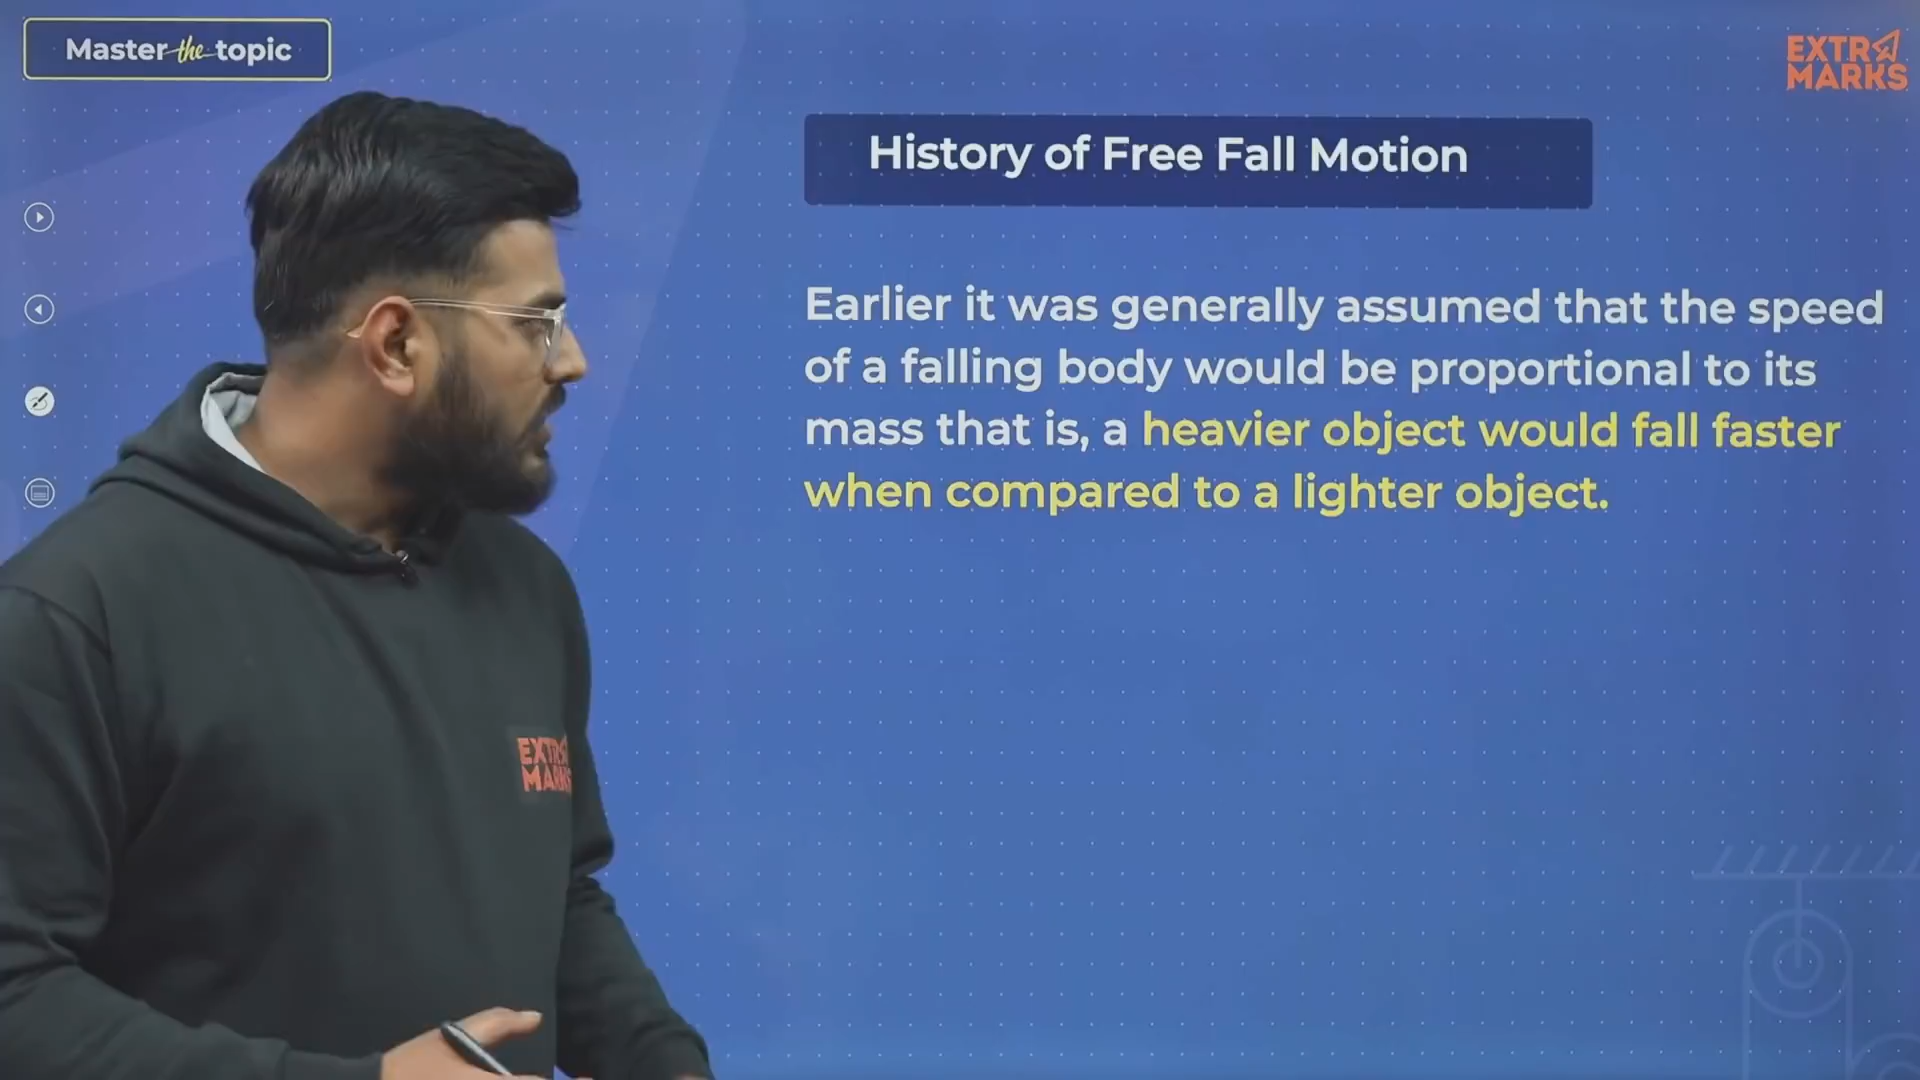 Master the topic
EXTRA
MARKS
History of Free Fall Motion
Earlier it was generally assumed that the speed
of a falling body would be proportional to its
mass that is, a heavier object would fall faster
when compared to a lighter object.
EXTRA
MARKS